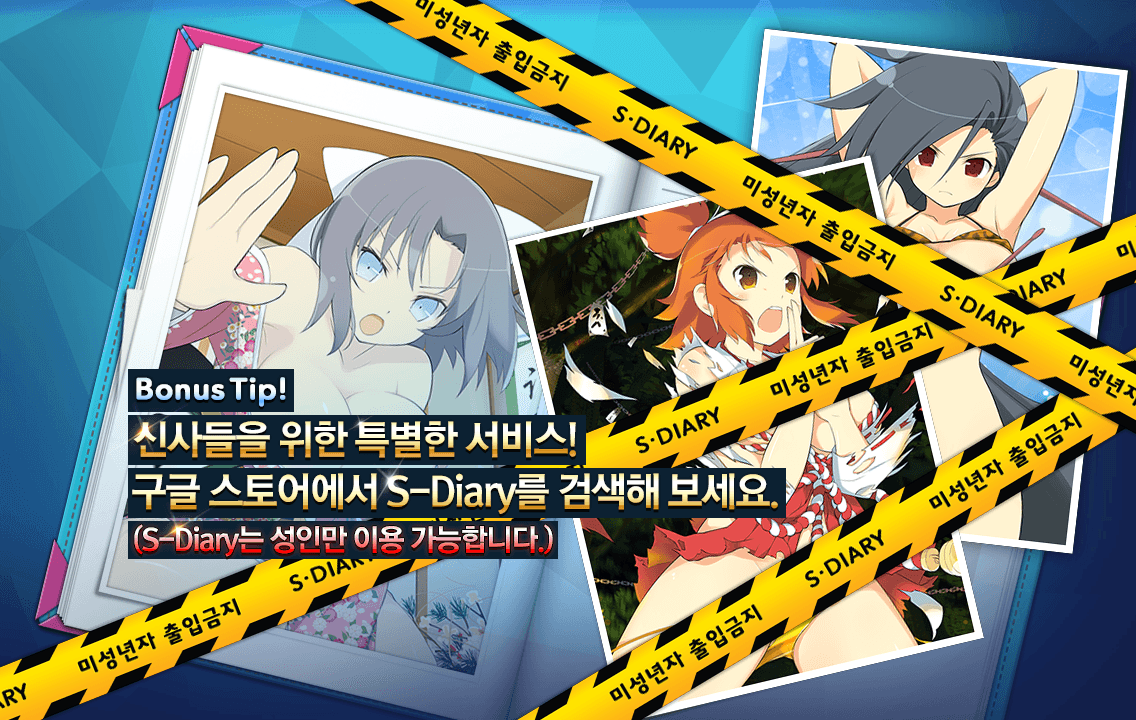 미성년자 출입금지
S·DIARY
미성년자 출입금지
S·DIARY
미성년자
DIARY
S·DIARY
미성년자 출입금지
Bonus Tip!
신사들을 위한 특별한 서비스!
구글 스토어에서 S-Diary를 검색해 보세요.
(S-Diary는 성인만 이용 가능합니다.)
미성년자 출입금지
S·DIARY
미성년자 출입금지
S·DIARY
미성년자 출입금지